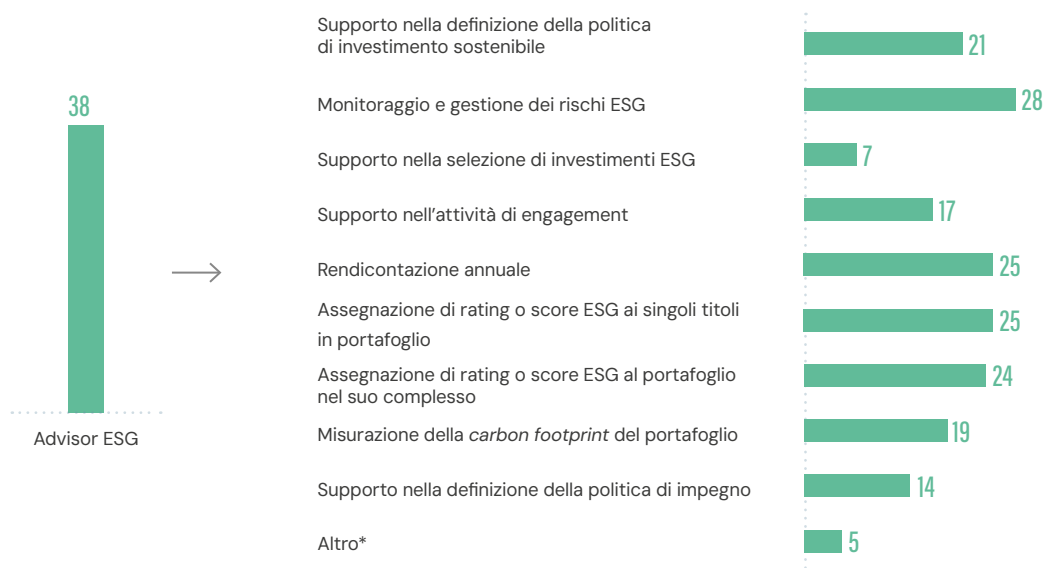 38
Advisor ESG
Supporto nella definizione della politica
di investimento sostenibile
21
Monitoraggio e gestione dei rischi ESG
28
Supporto nella selezione di investimenti ESG
7
Supporto nell’attività di engagement
17
Rendicontazione annuale
25
Assegnazione di rating o score ESG ai singoli titoli
in portafoglio
25
Assegnazione di rating o score ESG al portafoglio
nel suo complesso
24
Misurazione della carbon footprint del portafoglio
19
Supporto nella definizione della politica di impegno
14
Altro*
5